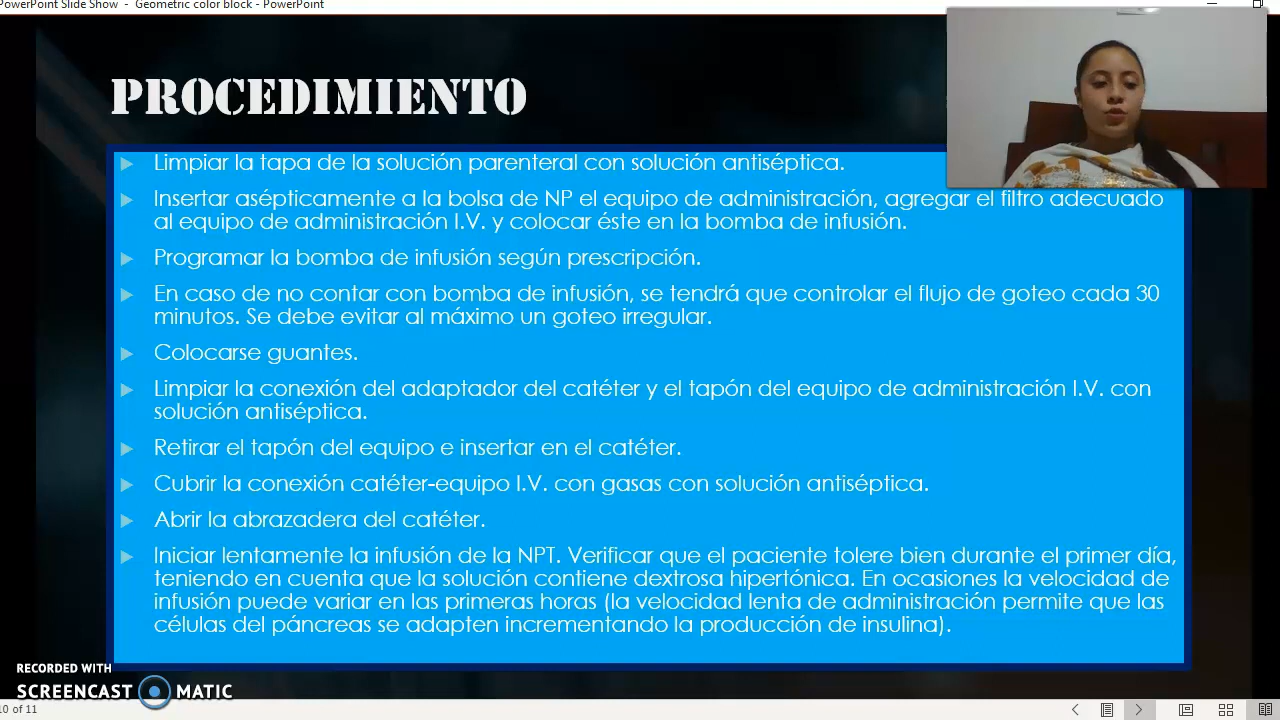 PowerPoint Slide Show - Geometric color block - PowerPoint
PROCEDIMIENTO
Limpiar la tapa de la solución parenteral con solución antiséptica.
Insertar asépticamente a la bolsa de NP el equipo de administración, agregar el filtro adecuado
al equipo de administración I.V. y colocar éste en la bomba de infusión.
Programar la bomba de infusión según prescripción.
En caso de no contar con bomba de infusión, se tendrá que controlar el flujo de goteo cada 30
minutos. Se debe evitar al máximo un goteo irregular.
Colocarse guantes.
Limpiar la conexión del adaptador del catéter y el tapón del equipo de administración I.V. con
solución antiséptica.
Retirar el tapón del equipo e insertar en el catéter.
Cubrir la conexión catéter-equipo I.V. con gasas con solución antiséptica.
Abrir la abrazadera del catéter.
Iniciar lentamente la infusión de la NPT. Verificar que el paciente tolere bien durante el primer día,
teniendo en cuenta que la solución contiene dextrosa hipertónica. En ocasiones la velocidad de
infusión puede variar en las primeras horas (la velocidad lenta de administración permite que las
células del páncreas se adapten incrementando la producción de insulina).
RECORDED WITH
SCREENCAST MATIC
10 of 11